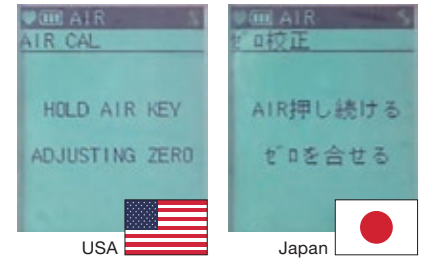 AIR
AIR CAL
HOLD AIR KEY
ADJUSTING ZERO
USA
AIR
ゼロ校正
AIR押し続ける
ゼロを合せる
Japan